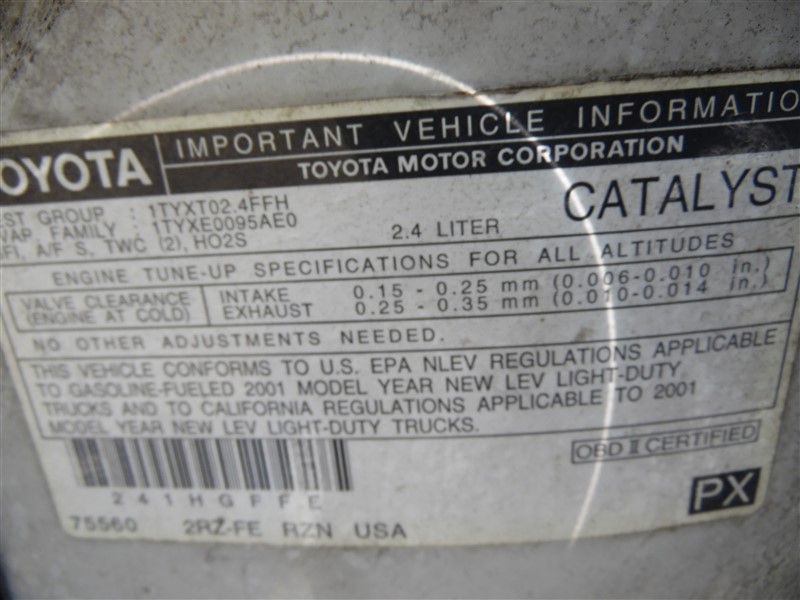 OYOTA
IMPORTANT VEHICLE INFORMATIO
TOYOTA MOTOR CORPORATION
ST GROUP : 1TYXT02.4FFH
VAP FAMILY : 1TYXE0095AE0
FI, A/F S, TWC (2), HO2S
2.4 LITER
CATALYST
ENGINE TUNE-UP SPECIFICATIONS FOR ALL ALTITUDES
VALVE CLEARANCE
(ENGINE AT COLD)
INTAKE 0.15 - 0.25 mm (0.006-0.010 in.)
EXHAUST 0.25 - 0.35 mm (0.010-0.014 in.)
NO OTHER ADJUSTMENTS NEEDED.
THIS VEHICLE CONFORMS TO U.S. EPA NLEV REGULATIONS APPLICABLE
TO GASOLINE-FUELED 2001 MODEL YEAR NEW LEV LIGHT-DUTY
TRUCKS AND TO CALIFORNIA REGULATIONS APPLICABLE TO 2001
MODEL YEAR NEW LEV LIGHT-DUTY TRUCKS.
OBD II CERTIFIED
241HGFFE
PX
75560 2RZ-FE RZN USA